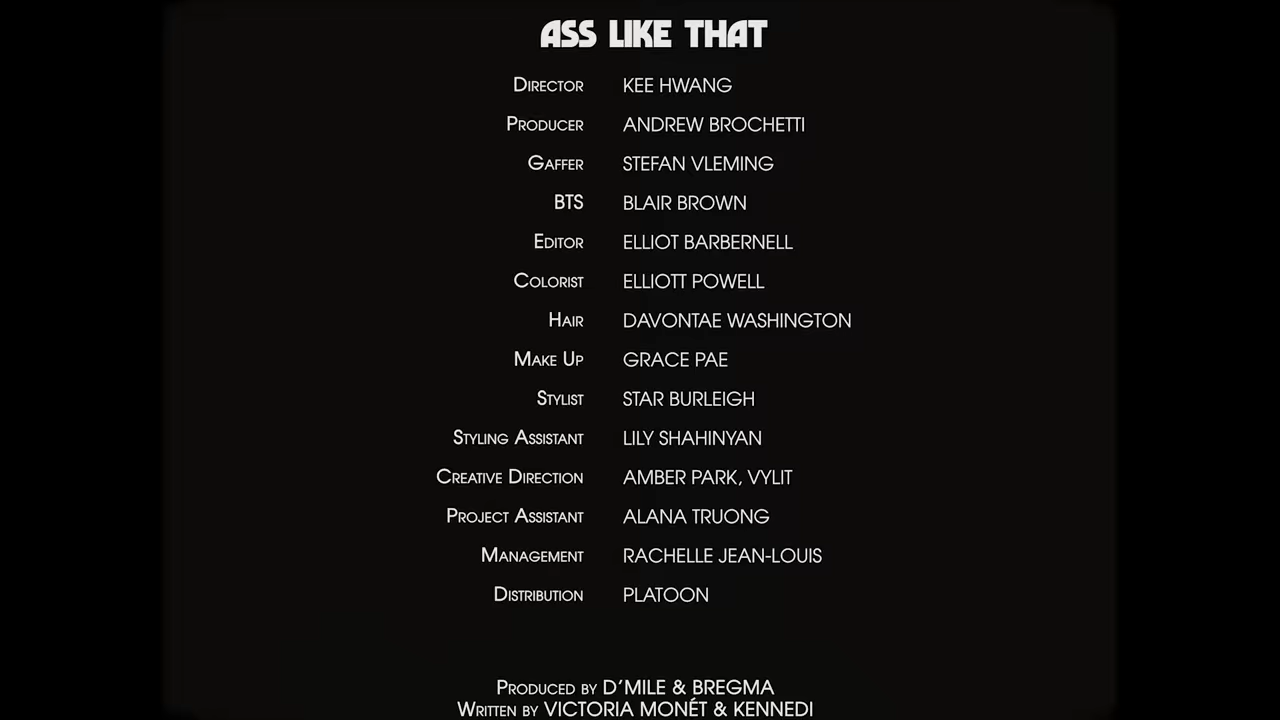 ASS LIKE THAT
DIRECTOR KEE HWANG
PRODUCER ANDREW BROCHETTI
GAFFER STEFAN VLEMING
BTS BLAIR BROWN
EDITOR ELLIOT BARBERNELL
COLORIST ELLIOTT POWELL
HAIR DAVONTAE WASHINGTON
MAKE UP GRACE PAE
STYLIST STAR BURLEIGH
STYLING ASSISTANT LILY SHAHINYAN
CREATIVE DIRECTION AMBER PARK, VYLIT
PROJECT ASSISTANT ALANA TRUONG
MANAGEMENT RACHELLE JEAN-LOUIS
DISTRIBUTION PLATOON
PRODUCED BY D’MILE & BREGMA
WRITTEN BY VICTORIA MONÉT & KENNEDI